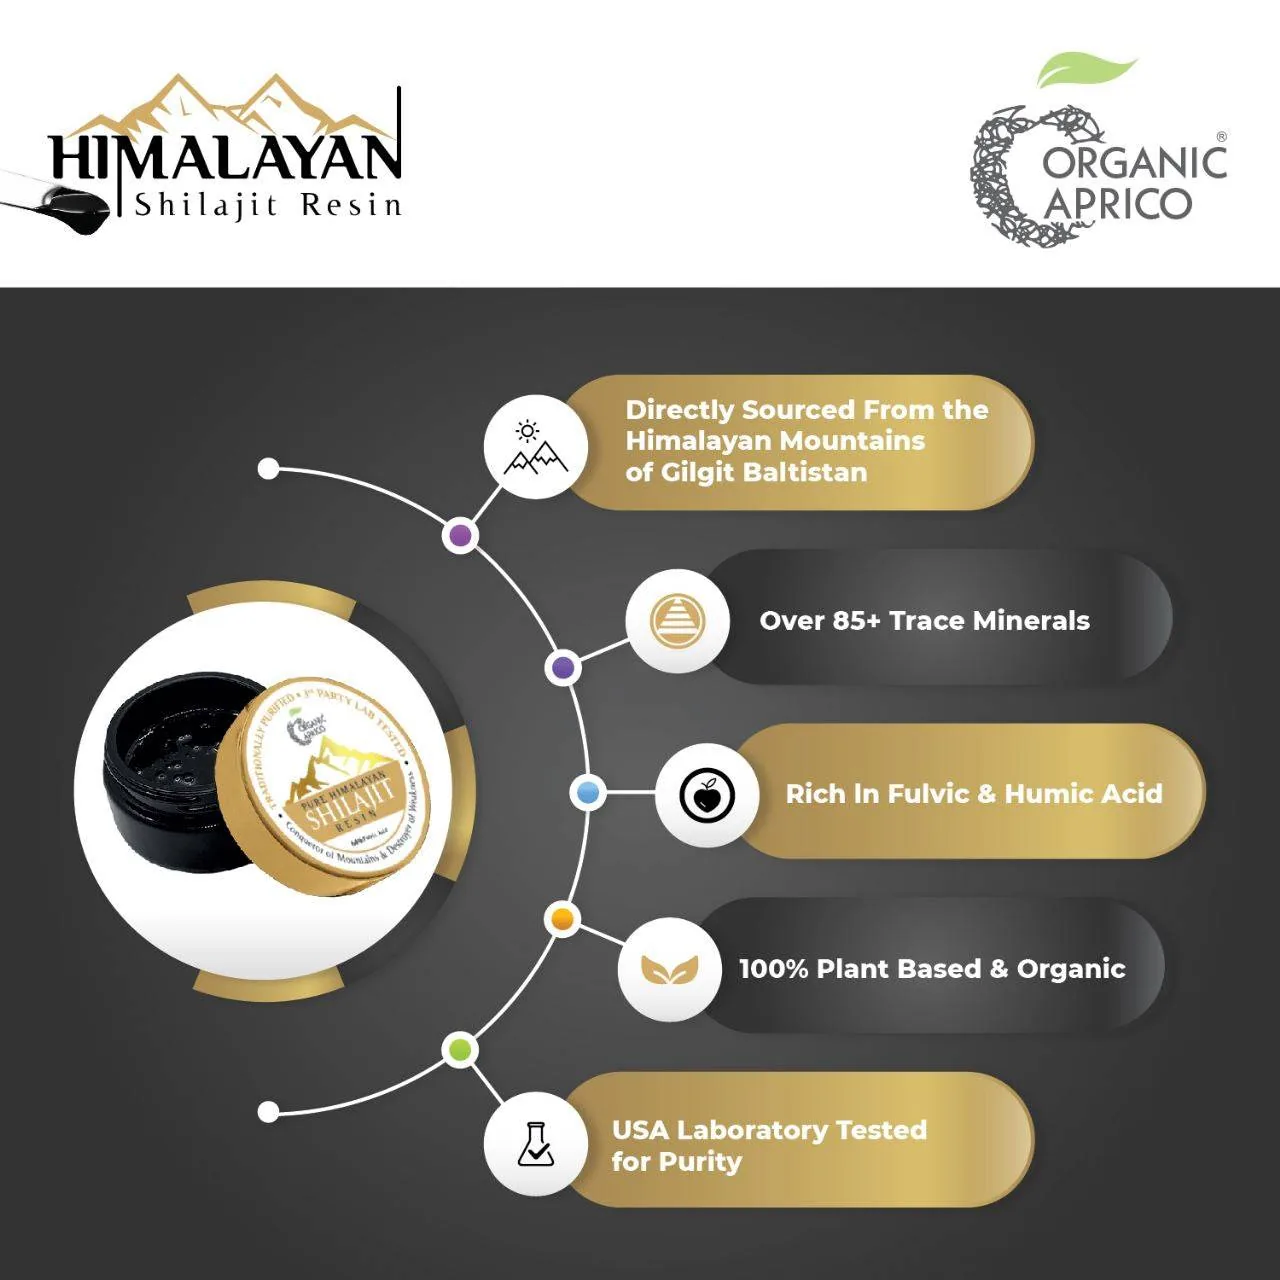 HIMALAYAN
Shilajit Resin
ORGANIC®
APRICO
Directly Sourced From the
Himalayan Mountains
of Gilgit Baltistan
Over 85+ Trace Minerals
Rich In Fulvic & Humic Acid
100% Plant Based & Organic
USA Laboratory Tested
for Purity
TRADITIONALLY PURIFIED • 3rd PARTY LAB TESTED •
ORGANIC
APRICO
PURE HIMALAYAN
SHILAJIT
RESIN
Conqueror of Mountains & Destroyer of Weakness